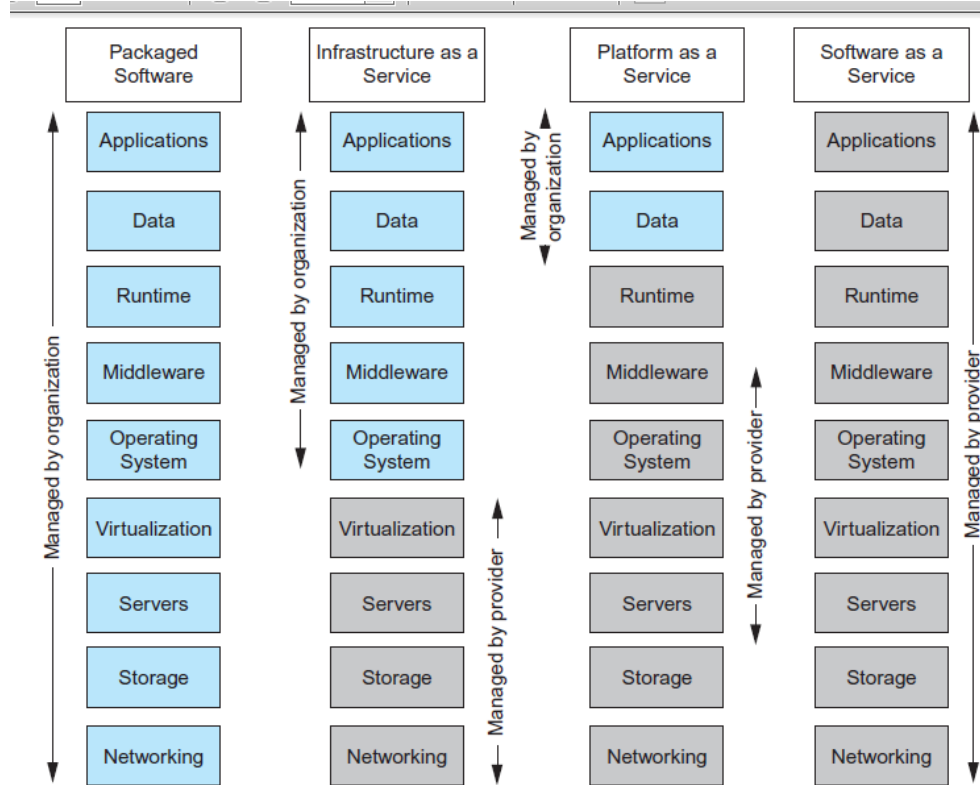 Packaged
Software
Infrastructure as a
Service
Platform as a
Service
Software as a
Service
Managed by organization
Applications
Data
Runtime
Middleware
Operating
System
Virtualization
Servers
Storage
Networking
Managed by organization
Applications
Data
Runtime
Middleware
Operating
System
Virtualization
Servers
Storage
Networking
Managed by provider
Managed by
organization
Applications
Data
Runtime
Middleware
Operating
System
Virtualization
Servers
Storage
Networking
Managed by provider
Applications
Data
Runtime
Middleware
Operating
System
Virtualization
Servers
Storage
Networking
Managed by provider